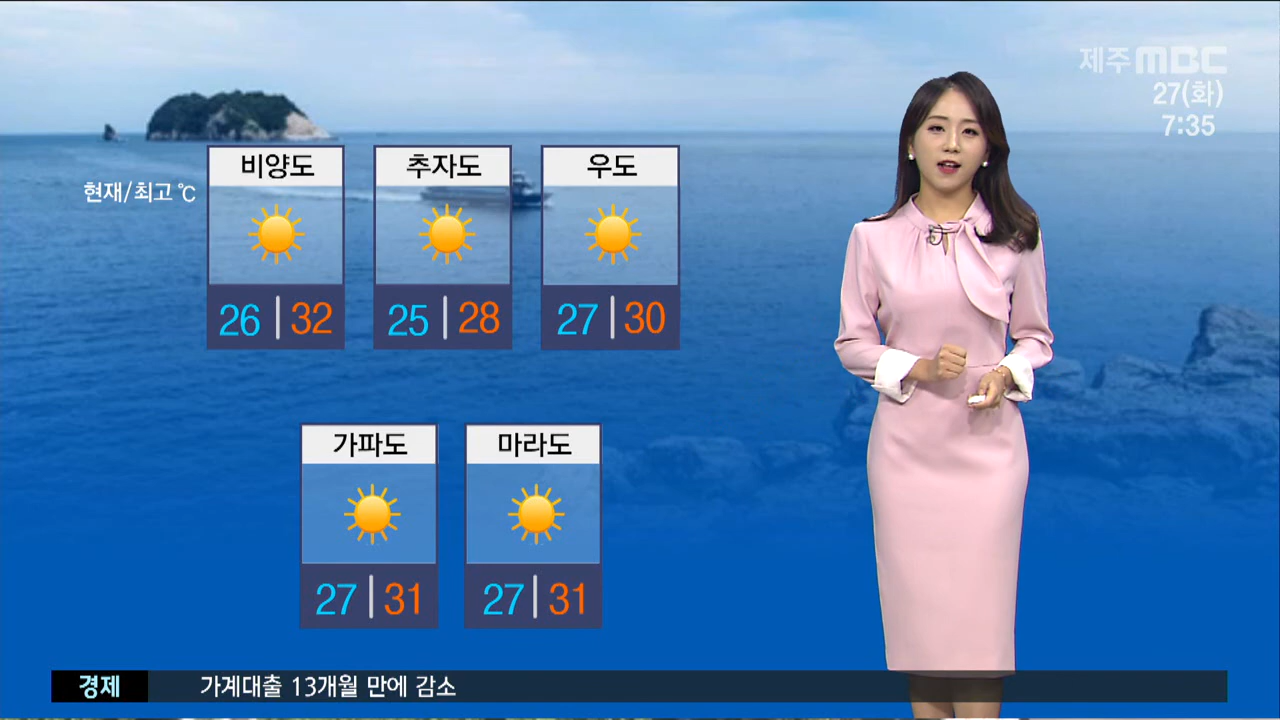 제주MBC
27(화)
7:35
현재/최고 ℃
비양도
26 32
추자도
25 28
우도
27 30
가파도
27 31
마라도
27 31
경제 가계대출 13개월 만에 감소